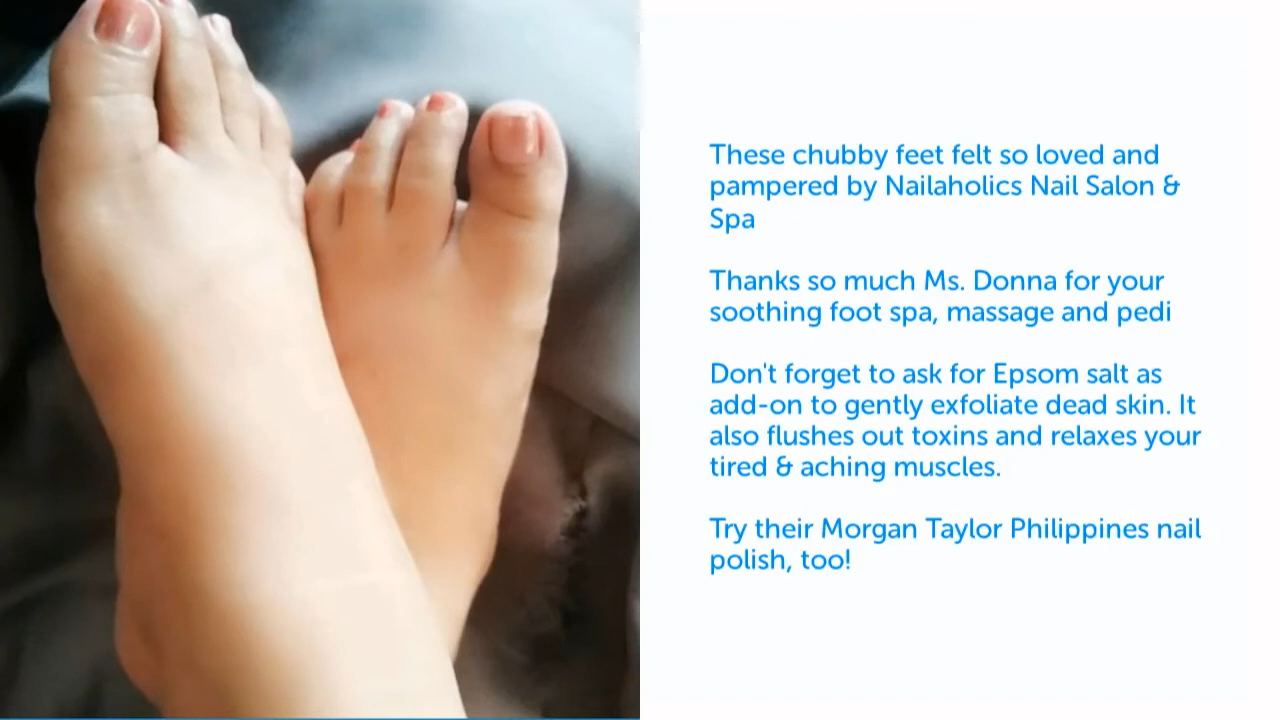 These chubby feet felt so loved and
pampered by Nailaholics Nail Salon &
Spa
Thanks so much Ms. Donna for your
soothing foot spa, massage and pedi
Don't forget to ask for Epsom salt as
add-on to gently exfoliate dead skin. It
also flushes out toxins and relaxes your
tired & aching muscles.
Try their Morgan Taylor Philippines nail
polish, too!